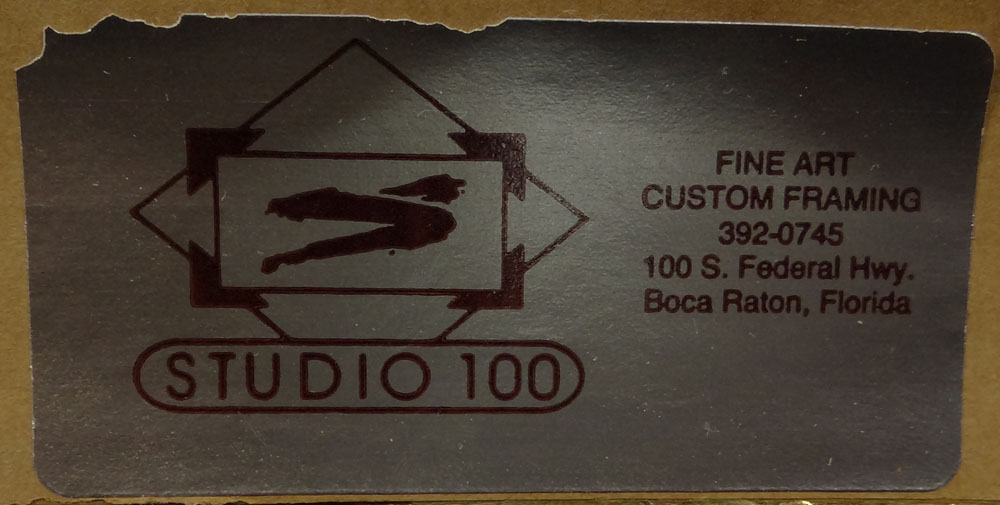 STUDIO 100
FINE ART
CUSTOM FRAMING
392-0745
100 S. Federal Hwy.
Boca Raton, Florida